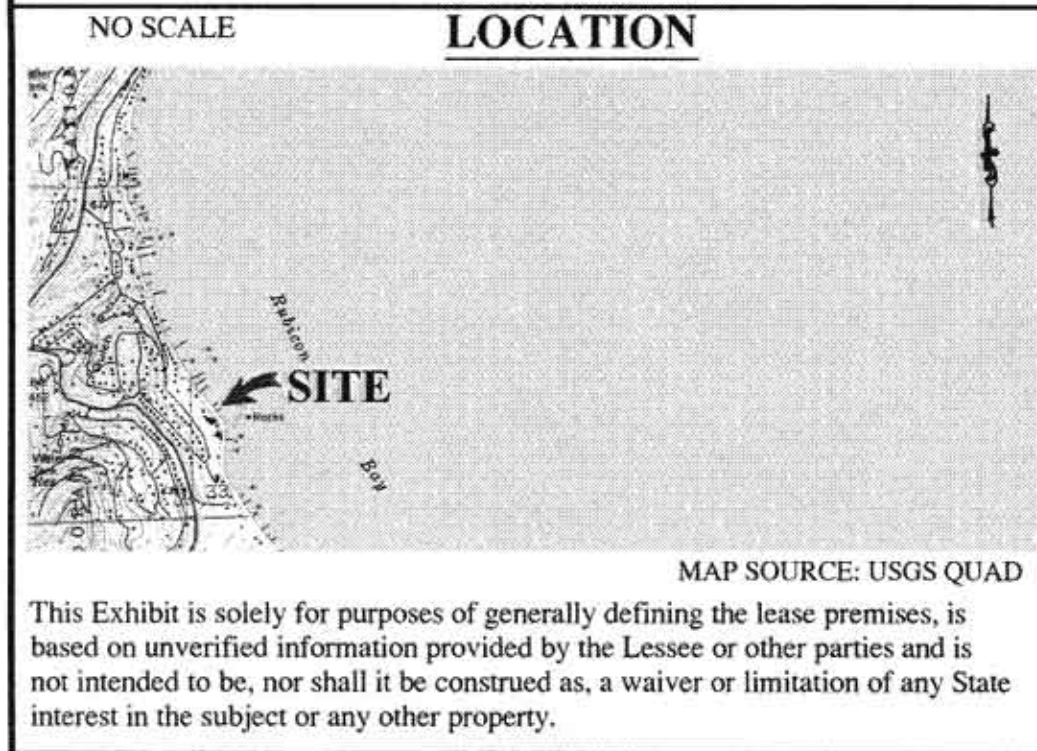 NO SCALE
LOCATION
Rubicon
SITE
Rocks
Bay
33
MAP SOURCE: USGS QUAD
This Exhibit is solely for purposes of generally defining the lease premises, is
based on unverified information provided by the Lessee or other parties and is
not intended to be, nor shall it be construed as, a waiver or limitation of any State
interest in the subject or any other property.